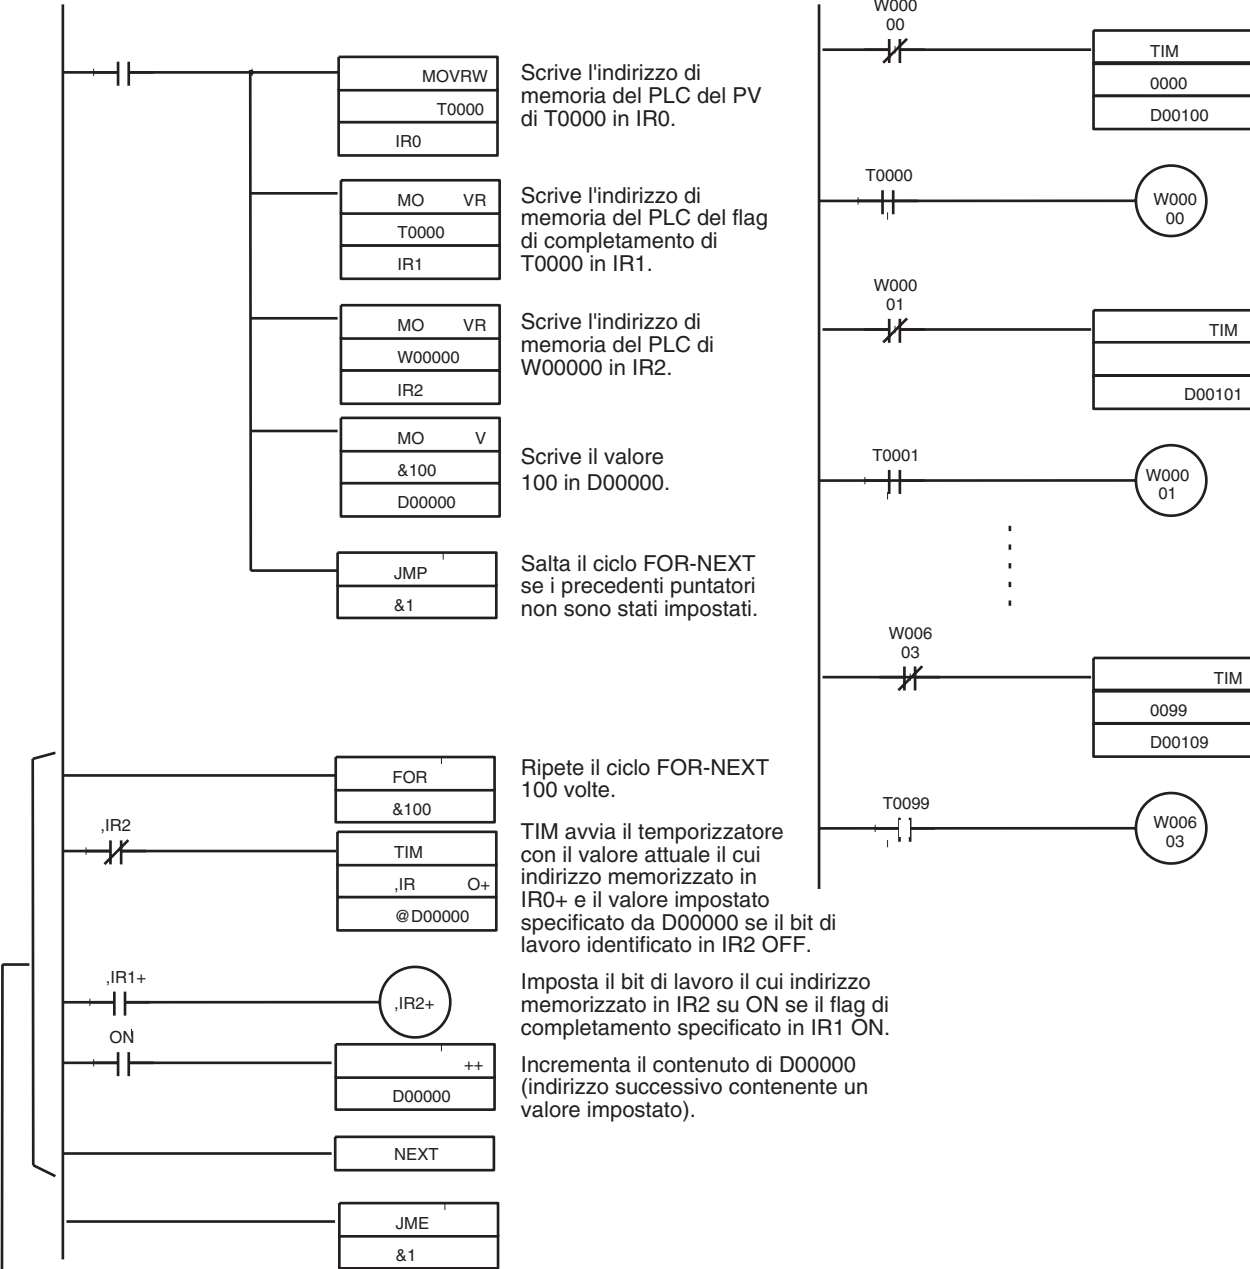 MOVRW
T0000
IR0
Scrive l'indirizzo di
memoria del PLC del PV
di T0000 in IR0.
MO VR
T0000
IR1
Scrive l'indirizzo di
memoria del PLC del flag
di completamento di
T0000 in IR1.
MO VR
W00000
IR2
Scrive l'indirizzo di
memoria del PLC di
W00000 in IR2.
MO V
&100
D00000
Scrive il valore
100 in D00000.
JMP
&1
Salta il ciclo FOR-NEXT
se i precedenti puntatori
non sono stati impostati.
FOR
&100
Ripete il ciclo FOR-NEXT
100 volte.
,IR2
TIM
,IR O+
@D00000
TIM avvia il temporizzatore
con il valore attuale il cui
indirizzo memorizzato in
IR0+ e il valore impostato
specificato da D00000 se il bit di
lavoro identificato in IR2 OFF.
,IR1+
,IR2+
Imposta il bit di lavoro il cui indirizzo
memorizzato in IR2 su ON se il flag di
completamento specificato in IR1 ON.
ON
++
D00000
Incrementa il contenuto di D00000
(indirizzo successivo contenente un
valore impostato).
NEXT
JME
&1
W000
00
TIM
0000
D00100
T0000
W000
00
W000
01
TIM
D00101
T0001
W000
01
W006
03
TIM
0099
D00109
T0099
W006
03